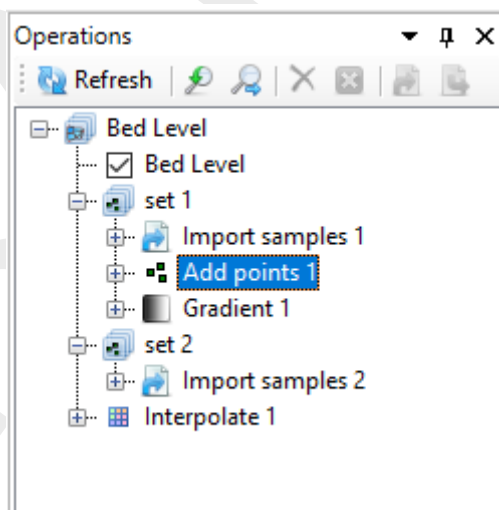 Operations
Refresh
Bed Level
Bed Level
set 1
Import samples 1
Add points 1
Gradient 1
set 2
Import samples 2
Interpolate 1